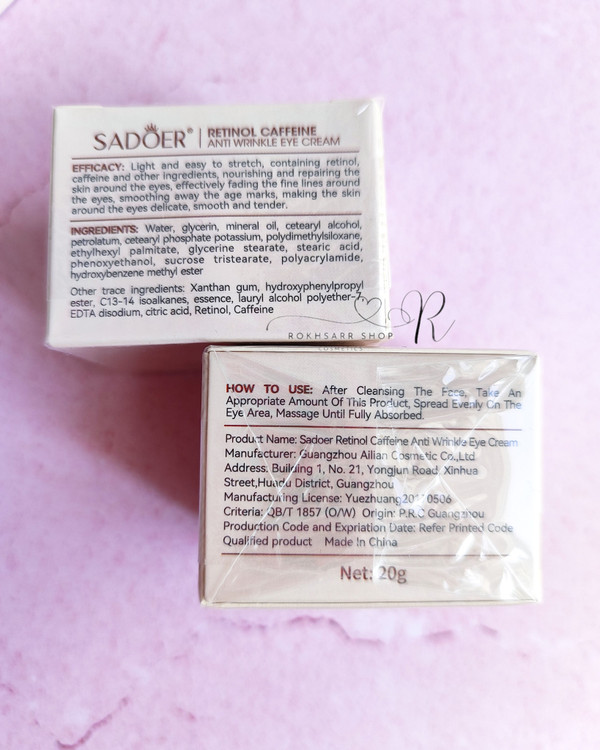 SADOER® | RETINOL CAFFEINE
ANTI WRINKLE EYE CREAM
EFFICACY: Light and easy to stretch, containing retinol,
caffeine and other ingredients, nourishing and repairing the
skin around the eyes, effectively fading the fine lines around
the eyes, smoothing away the age marks, making the skin
around the eyes delicate, smooth and tender.
INGREDIENTS: Water, glycerin, mineral oil, cetearyl alcohol,
petrolatum, cetearyl phosphate potassium, polydimethylsiloxane,
ethylhexyl palmitate, glycerine stearate, stearic acid,
phenoxyethanol, sucrose tristearate, polyacrylamide,
hydroxybenzene methyl ester
Other trace ingredients: Xanthan gum, hydroxyphenylpropyl
ester, C13-14 isoalkanes, essence, lauryl alcohol polyether-7,
EDTA disodium, citric acid, Retinol, Caffeine
R
ROKHSARR SHOP
COSMETICS
HOW TO USE: After Cleansing The Face, Take An
Appropriate Amount Of This Product, Spread Evenly On The
Eye Area, Massage Until Fully Absorbed.
Product Name: Sadoer Retinol Caffeine Anti Wrinkle Eye Cream
Manufacturer: Guangzhou Ailian Cosmetic Co.,Ltd
Address: Building 1, No. 21, Yongjun Road, Xinhua
Street,Huadu District, Guangzhou
Manufacturing License:
Criteria: QB/T 1857 (O/W) Origin: P.R.C Guangzhou
Production Code and Expriation Date: Refer Printed Code
Qualified product Made In China
Net: 20g